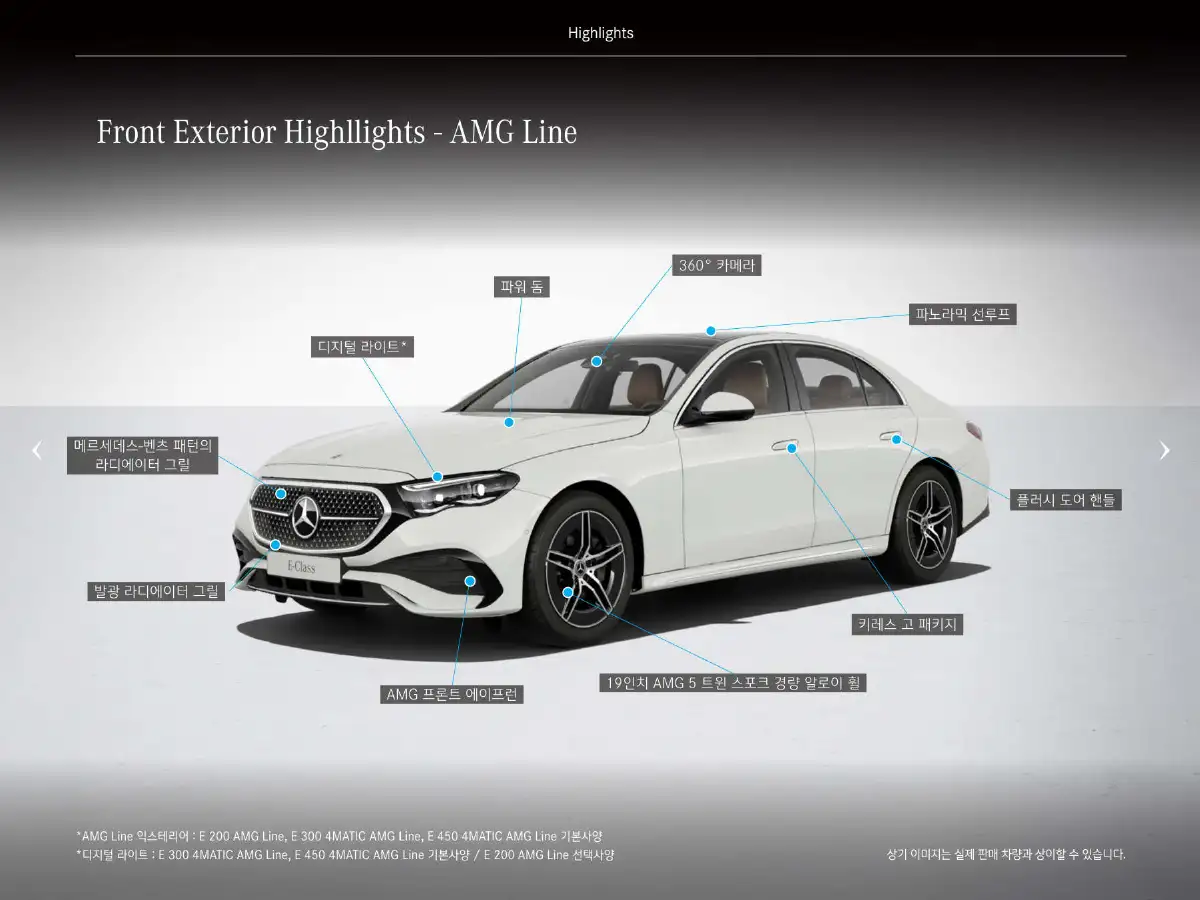 Highlights
Front Exterior Highllights - AMG Line
360° 카메라
파워 돔
파노라믹 선루프
디지털 라이트*
메르세데스-벤츠 패턴의
라디에이터 그릴
플러시 도어 핸들
E-Class
발광 라디에이터 그릴
키레스 고 패키지
19인치 AMG 5 트윈 스포크 경량 알로이 휠
AMG 프론트 에이프런
*AMG Line 익스테리어 : E 200 AMG Line, E 300 4MATIC AMG Line, E 450 4MATIC AMG Line 기본사양
*디지털 라이트 : E 300 4MATIC AMG Line, E 450 4MATIC AMG Line 기본사양 / E 200 AMG Line 선택사양
상기 이미지는 실제 판매 차량과 상이할 수 있습니다.